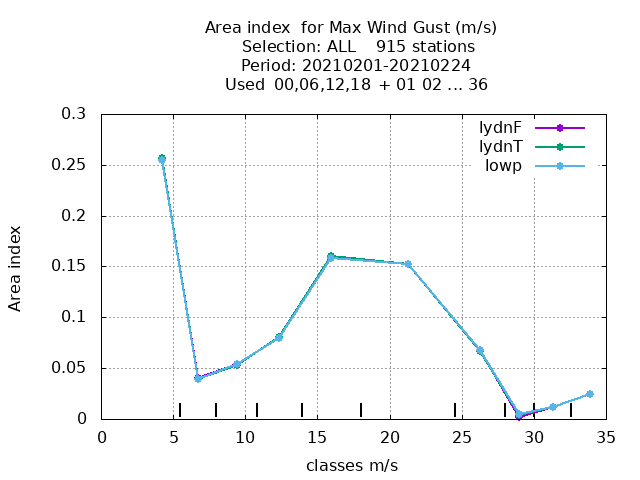 Area index  for Max Wind Gust (m/s)
Selection: ALL    915 stations
Period: 20210201-20210224
Used  00,06,12,18  + 01 02 ... 36
lydnF
lydnT
lowp
0.3
0.25
0.2
0.15
0.1
0.05
0
Area index
0 5 10 15 20 25 30 35
classes m/s